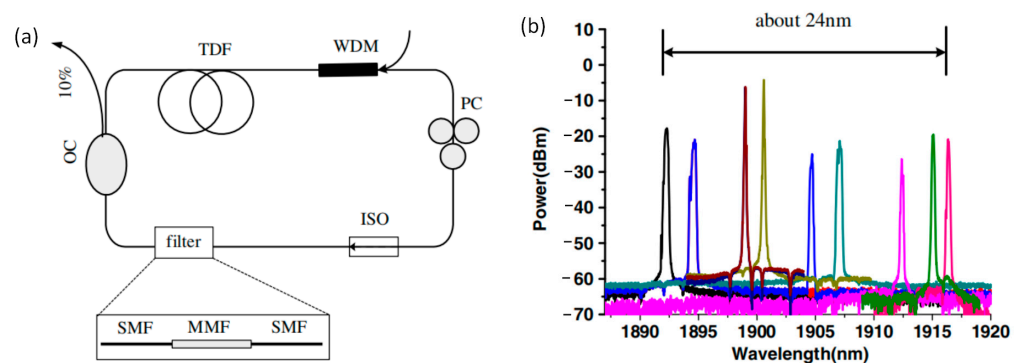 (a)
TDF
WDM
10%
PC
OC
ISO
filter
SMF MMF SMF
(b)
about 24nm
10
0
−10
−20
−30
−40
−50
−60
−70
Power(dBm)
1890 1895 1900 1905 1910 1915 1920
Wavelength(nm)